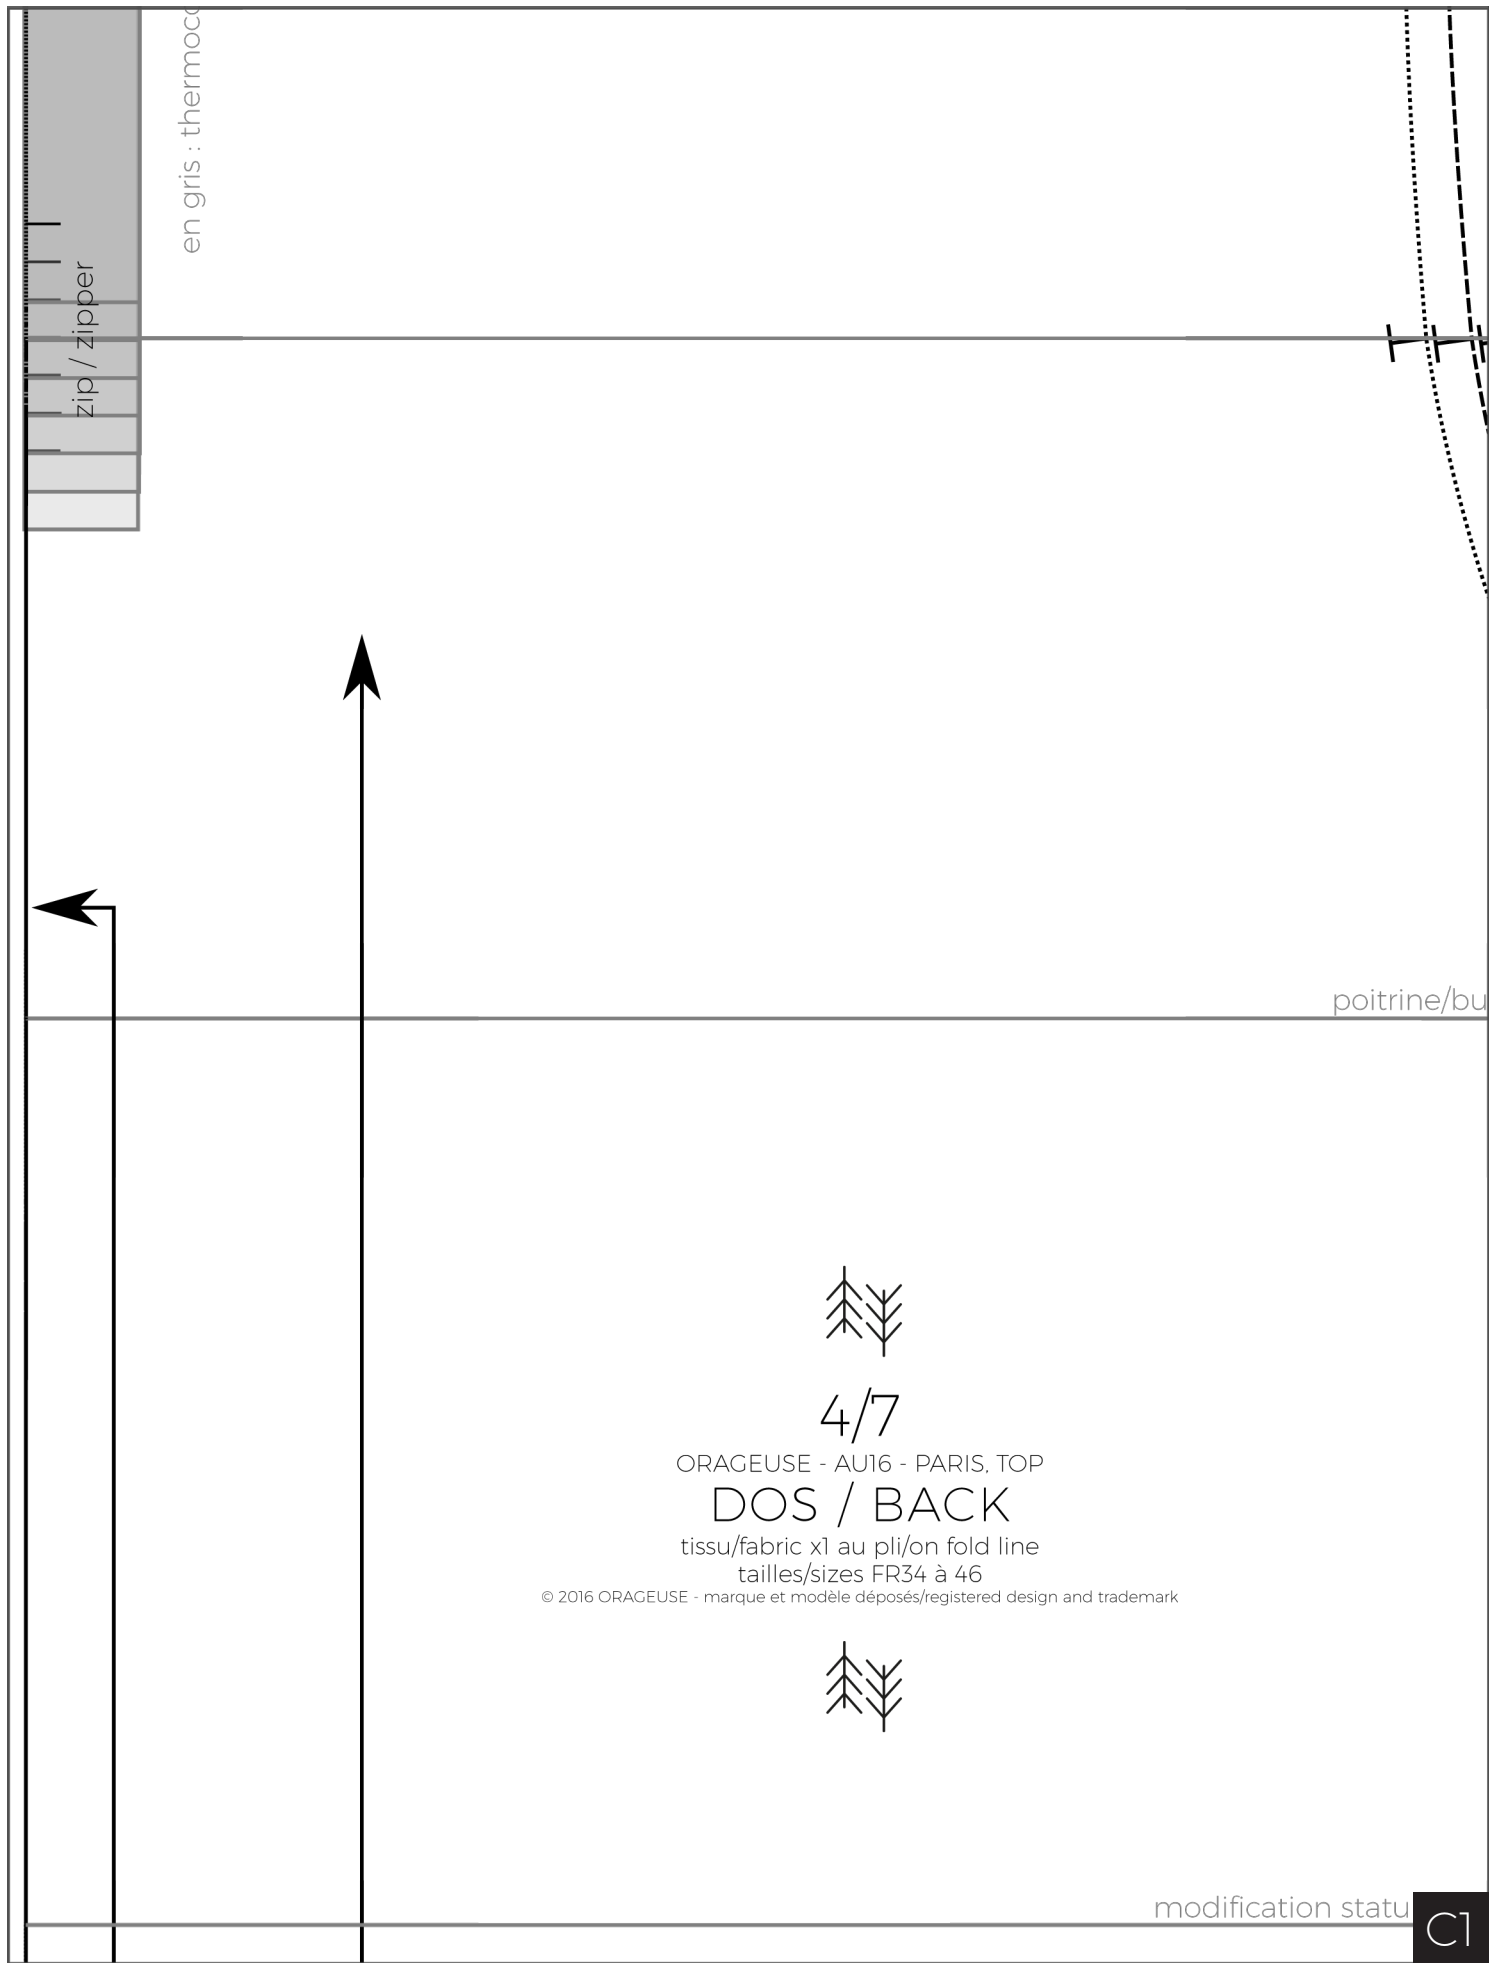 en gris : thermoco
zip / zipper
poitrine/bu
4/7
ORAGEUSE - AU16 - PARIS, TOP
DOS / BACK
tissu/fabric x1 au pli/on fold line
tailles/sizes FR34 à 46
© 2016 ORAGEUSE - marque et modèle déposés/registered design and trademark
modification statu
C1